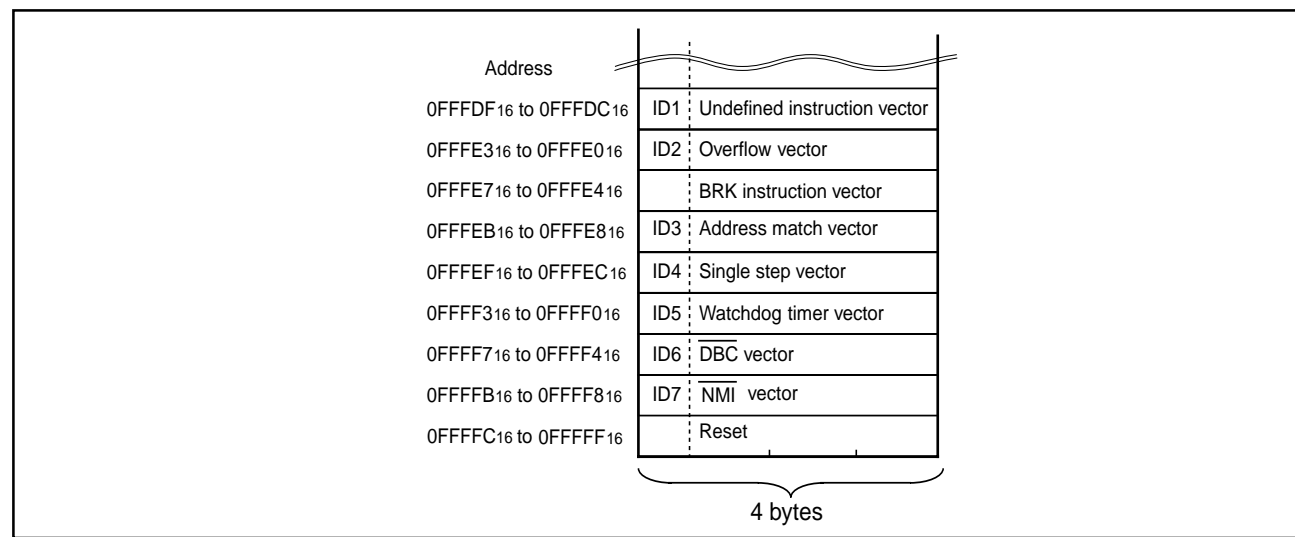 Address
0FFFDF16 to 0FFFDC16 ID1 Undefined instruction vector
0FFFE316 to 0FFFE016 ID2 Overflow vector
0FFFE716 to 0FFFE416 BRK instruction vector
0FFFEB16 to 0FFFE816 ID3 Address match vector
0FFFEF16 to 0FFFEC16 ID4 Single step vector
0FFFF316 to 0FFFF016 ID5 Watchdog timer vector
0FFFF716 to 0FFFF416 ID6 D̅B̅C̅ vector
0FFFFB16 to 0FFFF816 ID7 N̅M̅I̅ vector
0FFFFC16 to 0FFFFF16 Reset
4 bytes